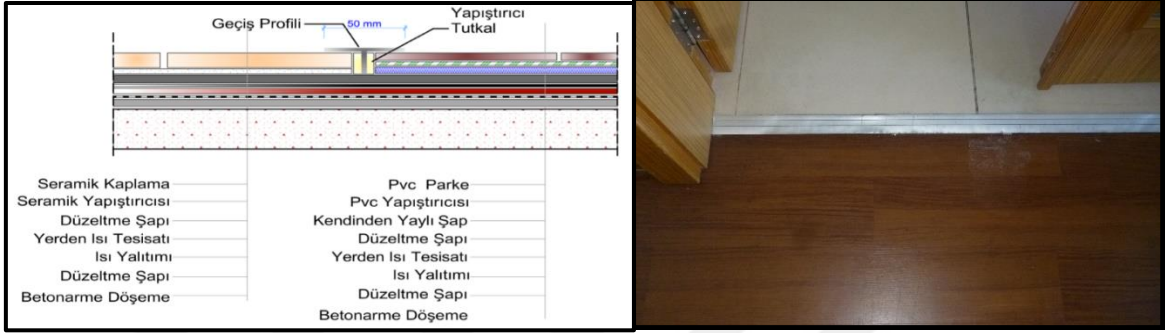 Geçiş Profili
50 mm
Yapıştırıcı
Tutkal
Seramik Kaplama
Seramik Yapıştırıcısı
Düzeltme Şapı
Yerden Isı Tesisatı
Isı Yalıtımı
Düzeltme Şapı
Betonarme Döşeme
Pvc Parke
Pvc Yapıştırıcısı
Kendinden Yaylı Şap
Düzeltme Şapı
Yerden Isı Tesisatı
Isı Yalıtımı
Düzeltme Şapı
Betonarme Döşeme